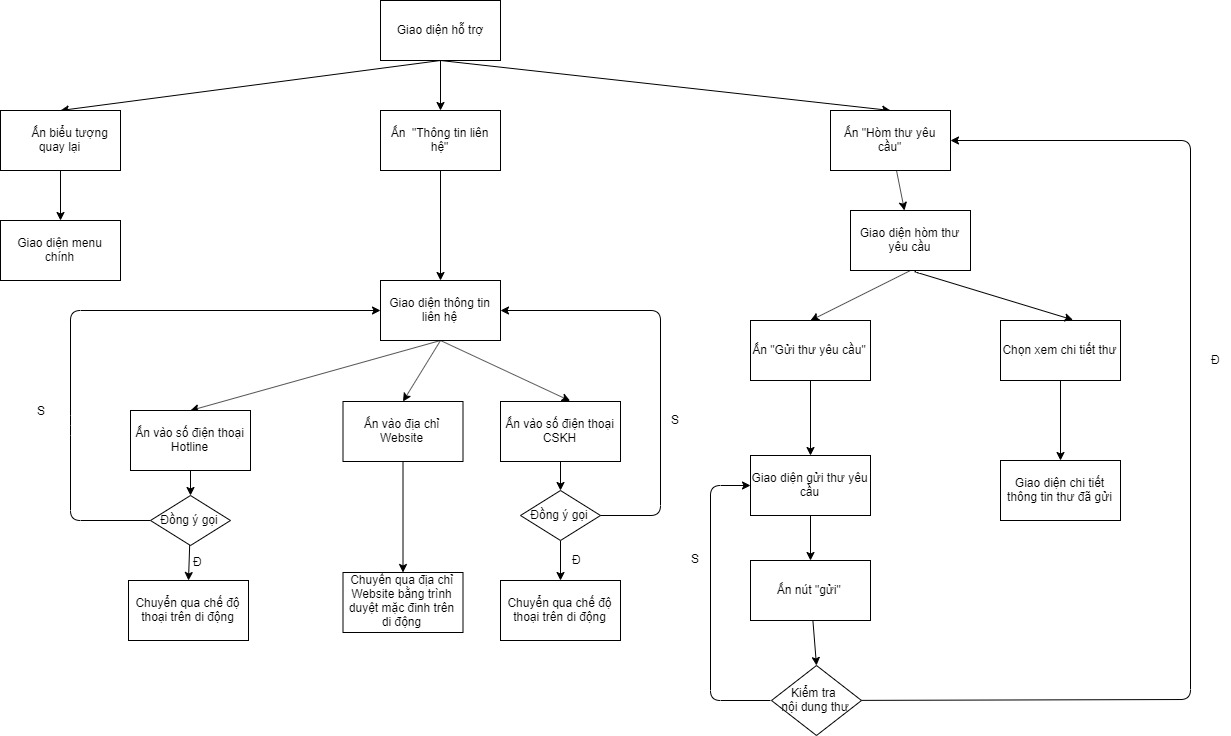 Giao diện hỗ trợ
Ấn biểu tượng
quay lại
Ấn "Thông tin liên
hệ"
Ấn "Hòm thư yêu
cầu"
Giao diện menu
chính
Giao diện hòm thư
yêu cầu
Giao diện thông tin
liên hệ
Ấn "Gửi thư yêu cầu"
Chọn xem chi tiết thư
Đ
S
Ấn vào số điện thoại
Hotline
Ấn vào địa chỉ
Website
Ấn vào số điện thoại
CSKH
S
Giao diện gửi thư yêu
cầu
Giao diện chi tiết
thông tin thư đã gửi
Đồng ý gọi
Đồng ý gọi
Đ
Đ
S
Chuyển qua chế độ
thoại trên di động
Chuyển qua địa chỉ
Website bằng trình
duyệt mặc đinh trên
di động
Chuyển qua chế độ
thoại trên di động
Ấn nút "gửi"
Kiểm tra
nội dung thư